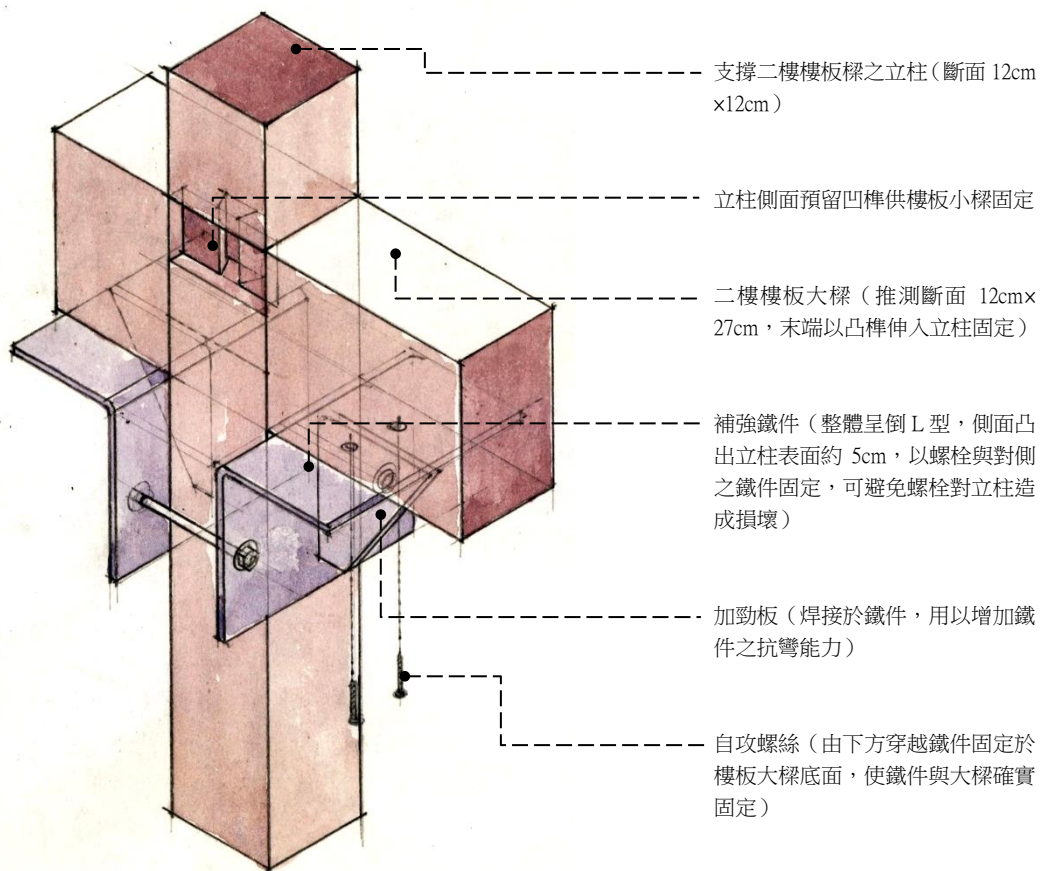 支撐二樓樓板樑之立柱（斷面 12cm
×12cm）
立柱側面預留凹榫供樓板小樑固定
二樓樓板大樑（推測斷面 12cm×
27cm，末端以凸榫伸入立柱固定）
補強鐵件（整體呈倒 L 型，側面凸
出立柱表面約 5cm，以螺栓與對側
之鐵件固定，可避免螺栓對立柱造
成損壞）
加勁板（焊接於鐵件，用以增加鐵
件之抗彎能力）
自攻螺絲（由下方穿越鐵件固定於
樓板大樑底面，使鐵件與大樑確實
固定）